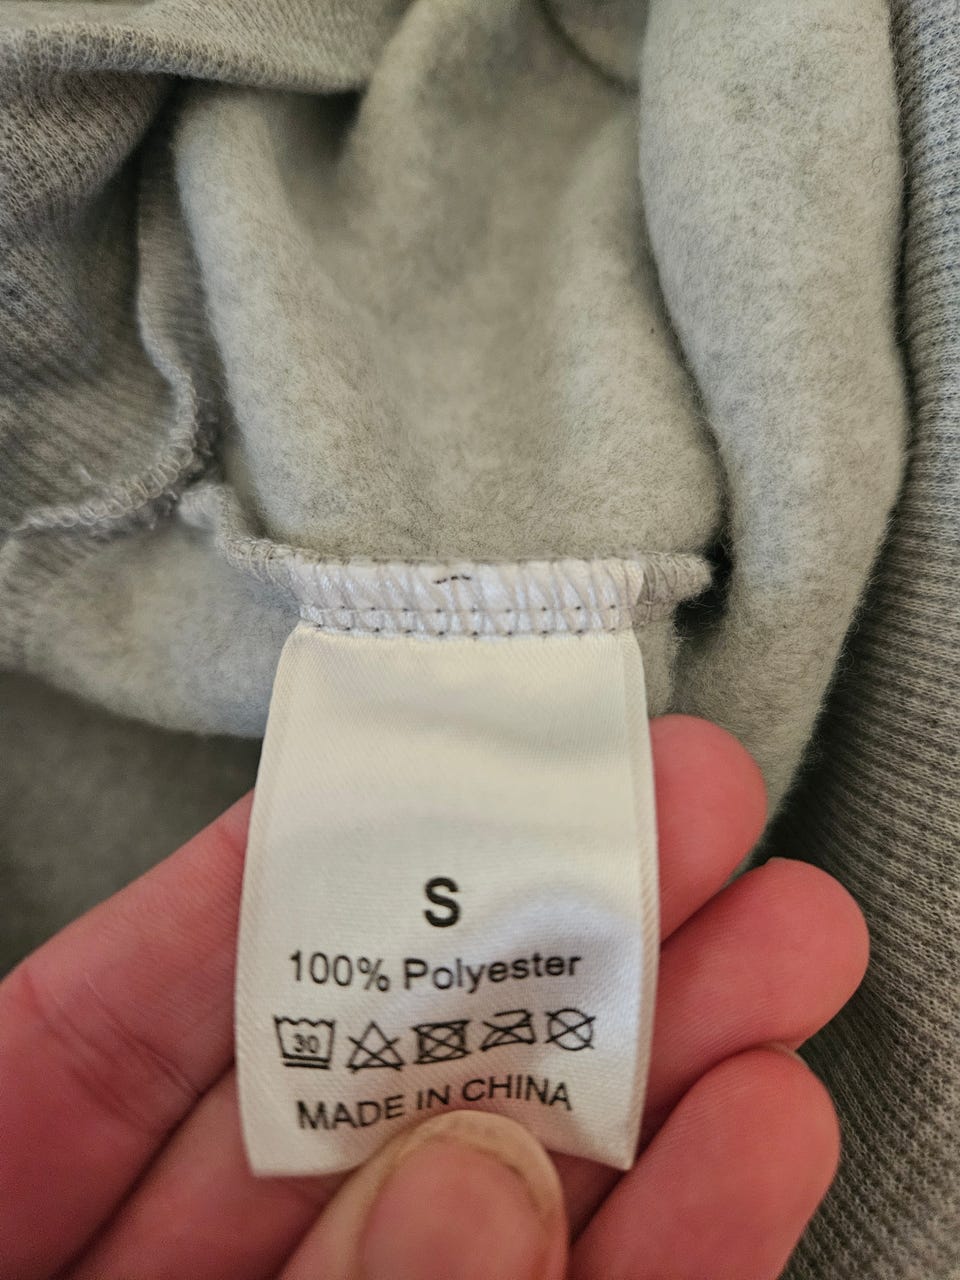 S
100% Polyester
30
MADE IN CHINA